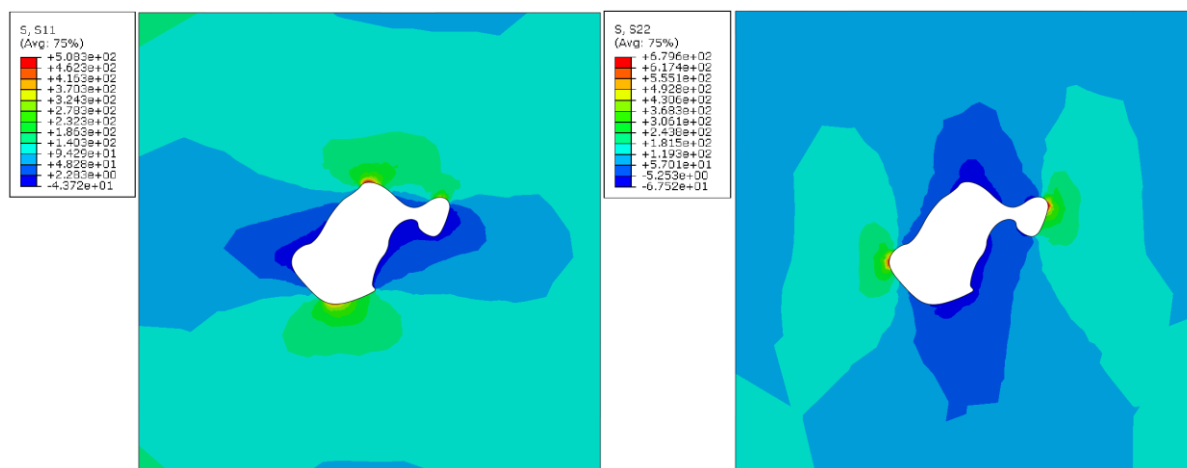 S, S11
(Avg: 75%)
+5.083e+02
+4.623e+02
+4.163e+02
+3.703e+02
+3.243e+02
+2.783e+02
+2.323e+02
+1.863e+02
+1.403e+02
+9.429e+01
+4.828e+01
+2.283e+00
-4.372e+01
S, S22
(Avg: 75%)
+6.796e+02
+6.174e+02
+5.551e+02
+4.928e+02
+4.306e+02
+3.683e+02
+3.061e+02
+2.438e+02
+1.815e+02
+1.193e+02
+5.701e+01
-5.253e+00
-6.752e+01